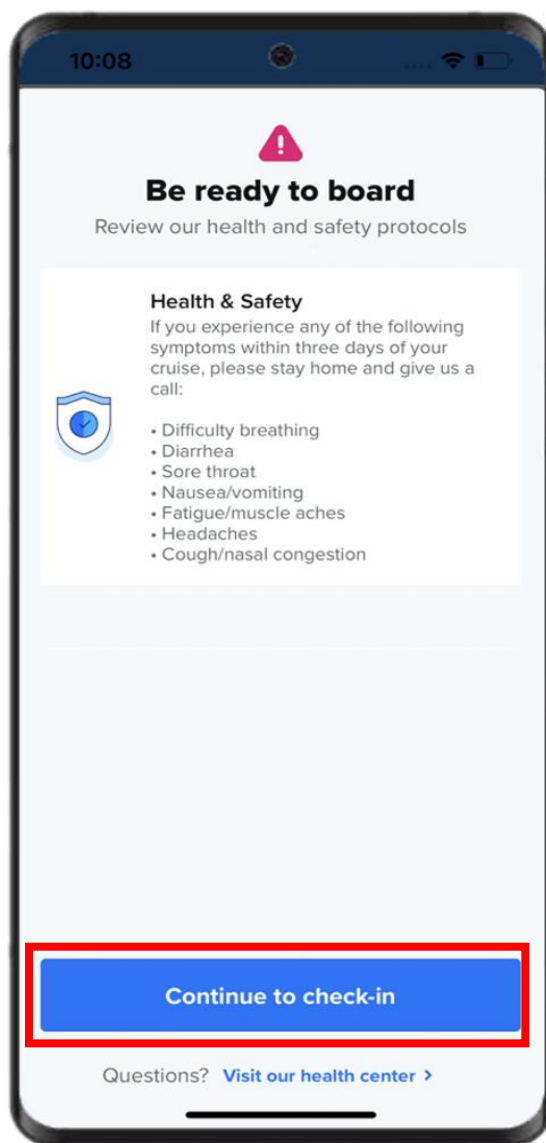 10:08
Be ready to board
Review our health and safety protocols
Health & Safety
If you experience any of the following
symptoms within three days of your
cruise, please stay home and give us a
call:
• Difficulty breathing
• Diarrhea
• Sore throat
• Nausea/vomiting
• Fatigue/muscle aches
• Headaches
• Cough/nasal congestion
Continue to check-in
Questions? Visit our health center >